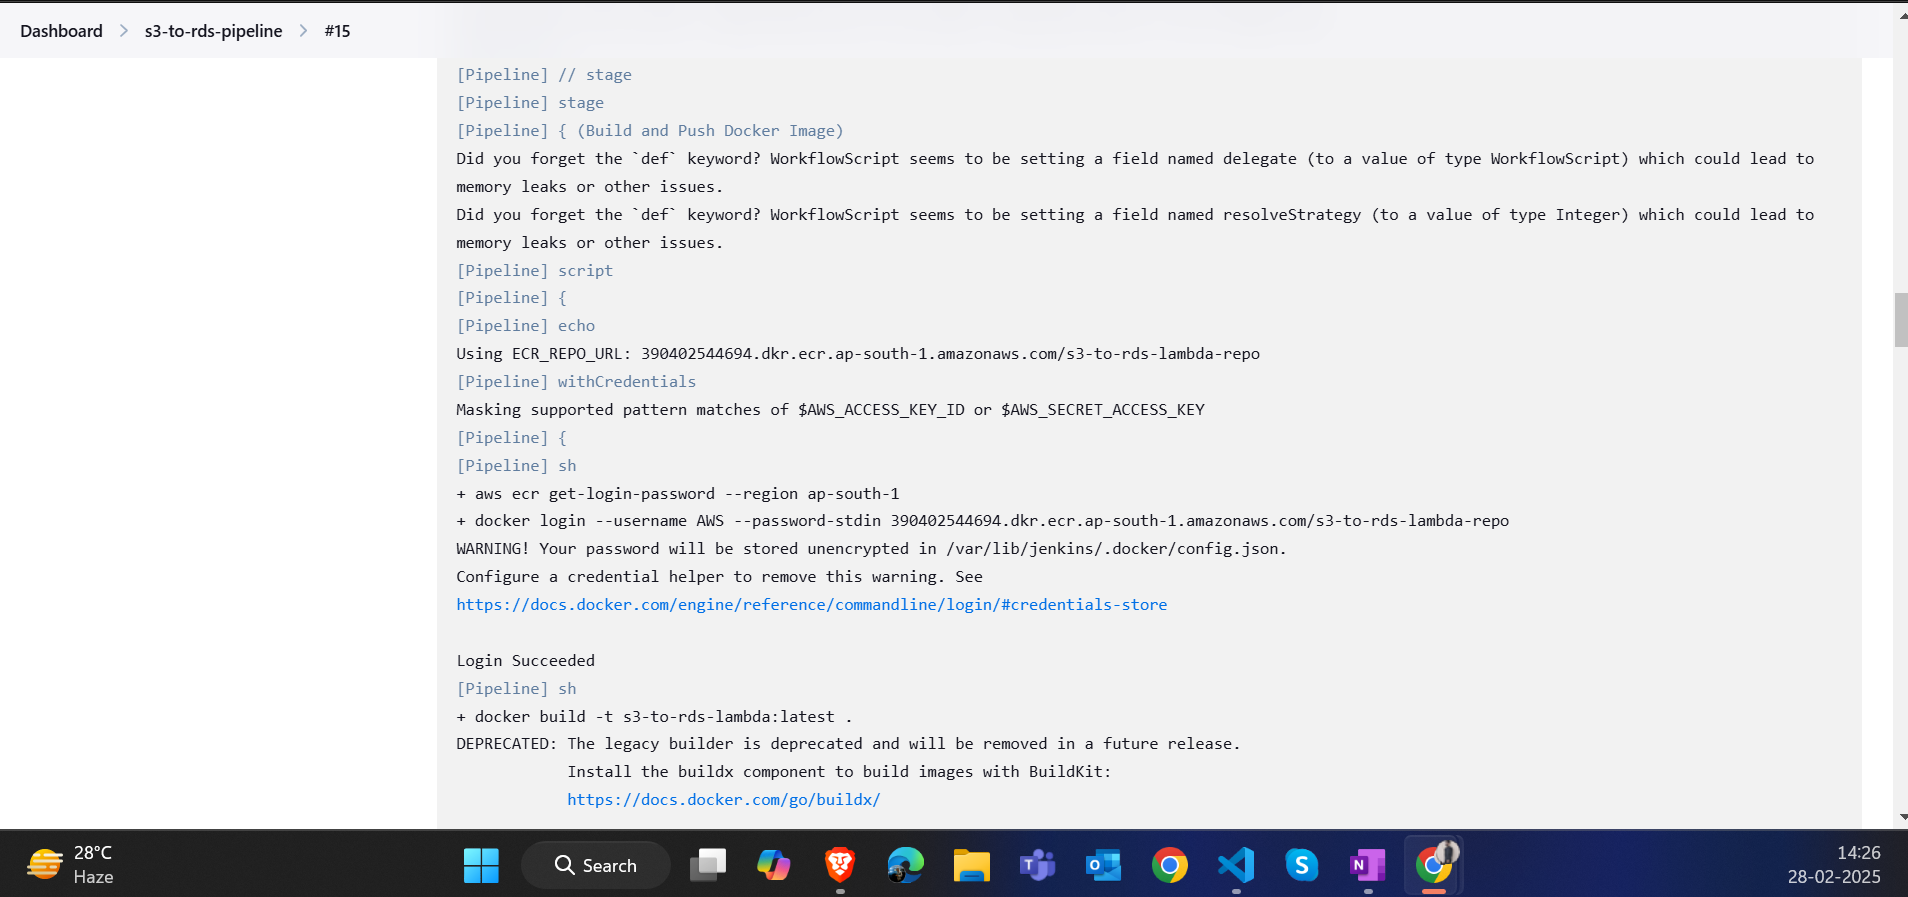 Dashboard > s3-to-rds-pipeline > #15
[Pipeline] // stage
[Pipeline] stage
[Pipeline] { (Build and Push Docker Image)
Did you forget the `def` keyword? WorkflowScript seems to be setting a field named delegate (to a value of type WorkflowScript) which could lead to
memory leaks or other issues.
Did you forget the `def` keyword? WorkflowScript seems to be setting a field named resolveStrategy (to a value of type Integer) which could lead to
memory leaks or other issues.
[Pipeline] script
[Pipeline] {
[Pipeline] echo
Using ECR_REPO_URL: 390402544694.dkr.ecr.ap-south-1.amazonaws.com/s3-to-rds-lambda-repo
[Pipeline] withCredentials
Masking supported pattern matches of $AWS_ACCESS_KEY_ID or $AWS_SECRET_ACCESS_KEY
[Pipeline] {
[Pipeline] sh
+ aws ecr get-login-password --region ap-south-1
+ docker login --username AWS --password-stdin 390402544694.dkr.ecr.ap-south-1.amazonaws.com/s3-to-rds-lambda-repo
WARNING! Your password will be stored unencrypted in /var/lib/jenkins/.docker/config.json.
Configure a credential helper to remove this warning. See
https://docs.docker.com/engine/reference/commandline/login/#credentials-store
Login Succeeded
[Pipeline] sh
+ docker build -t s3-to-rds-lambda:latest .
DEPRECATED: The legacy builder is deprecated and will be removed in a future release.
Install the buildx component to build images with BuildKit:
https://docs.docker.com/go/buildx/
28°C
Haze
Search
14:26
28-02-2025